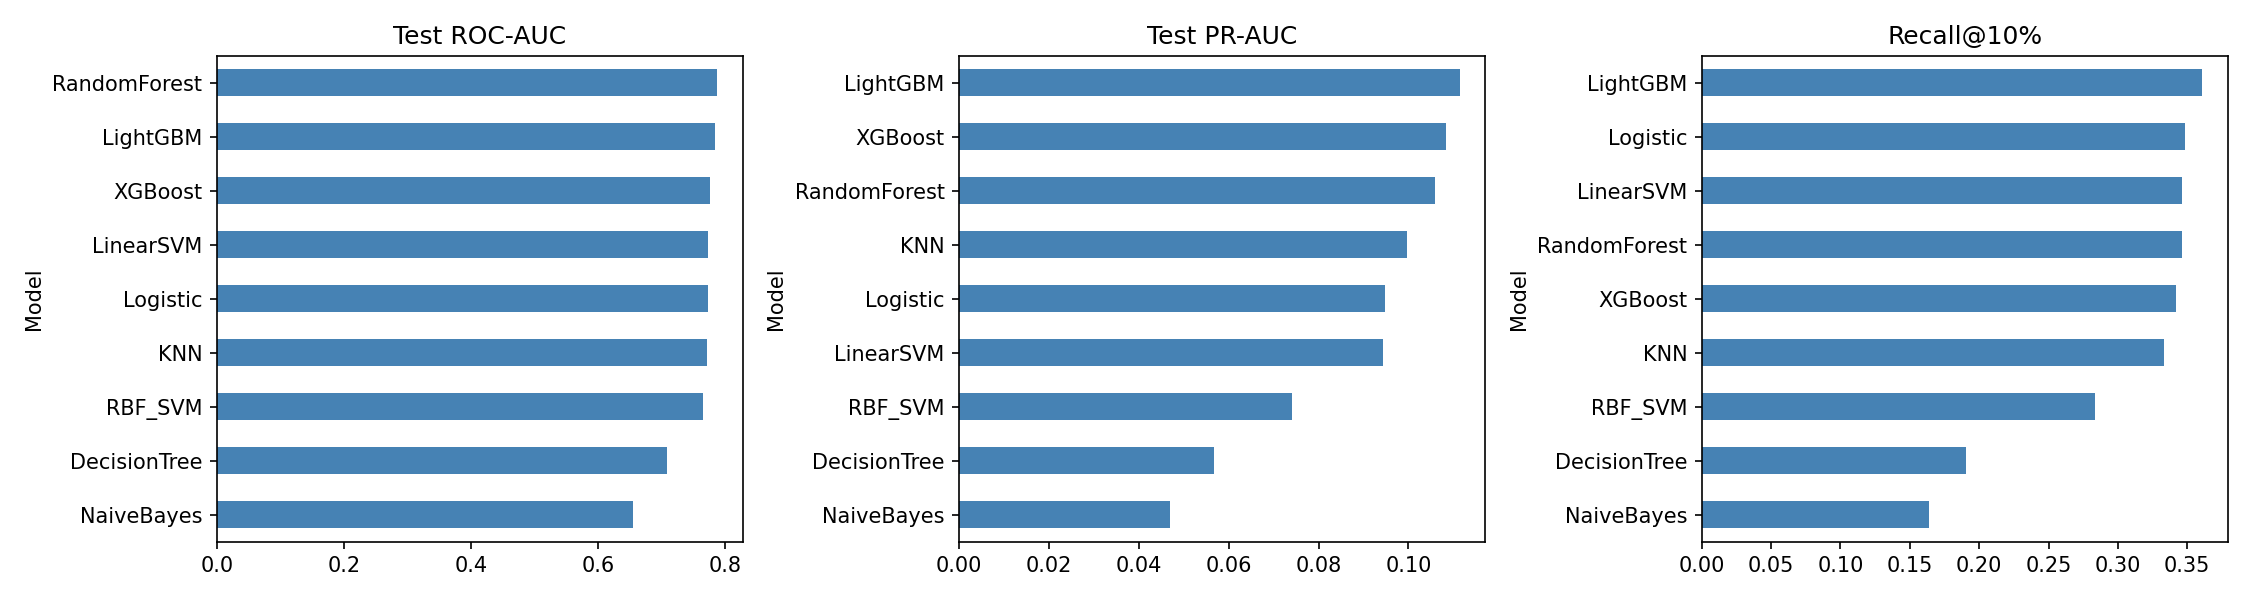 Test ROC-AUC
Model
RandomForest
LightGBM
XGBoost
LinearSVM
Logistic
KNN
RBF_SVM
DecisionTree
NaiveBayes
0.0 0.2 0.4 0.6 0.8
Test PR-AUC
Model
LightGBM
XGBoost
RandomForest
KNN
Logistic
LinearSVM
RBF_SVM
DecisionTree
NaiveBayes
0.00 0.02 0.04 0.06 0.08 0.10
Recall@10%
Model
LightGBM
Logistic
LinearSVM
RandomForest
XGBoost
KNN
RBF_SVM
DecisionTree
NaiveBayes
0.00 0.05 0.10 0.15 0.20 0.25 0.30 0.35